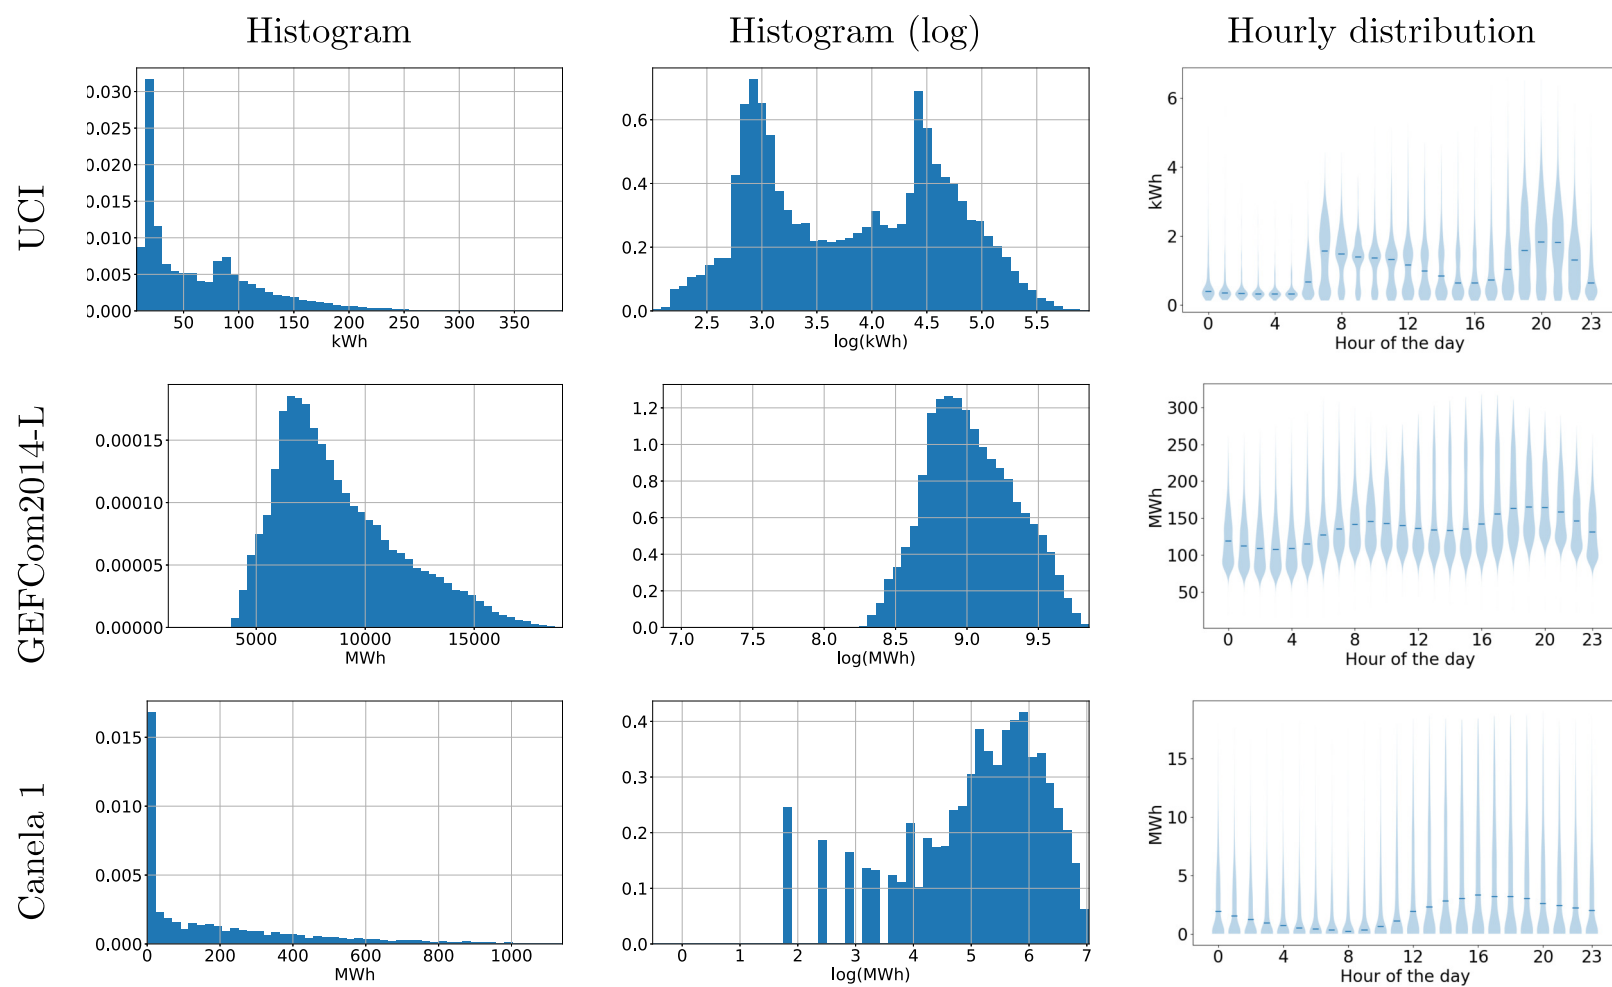 Histogram
Histogram (log)
Hourly distribution
UCI
0.030
0.025
0.020
0.015
0.010
0.005
0.000
50 100 150 200 250 300 350
kWh
0.6
0.4
0.2
0.0
2.5 3.0 3.5 4.0 4.5 5.0 5.5
log(kWh)
6
4
2
0
kWh
0 4 8 12 16 20 23
Hour of the day
GEFCom2014-L
0.00015
0.00010
0.00005
0.00000
5000 10000 15000
MWh
1.2
1.0
0.8
0.6
0.4
0.2
0.0
7.0 7.5 8.0 8.5 9.0 9.5
log(MWh)
300
250
200
150
100
50
MWh
0 4 8 12 16 20 23
Hour of the day
Canela 1
0.015
0.010
0.005
0.000
0 200 400 600 800 1000
MWh
0.4
0.3
0.2
0.1
0.0
0 1 2 3 4 5 6 7
log(MWh)
15
10
5
0
MWh
0 4 8 12 16 20 23
Hour of the day